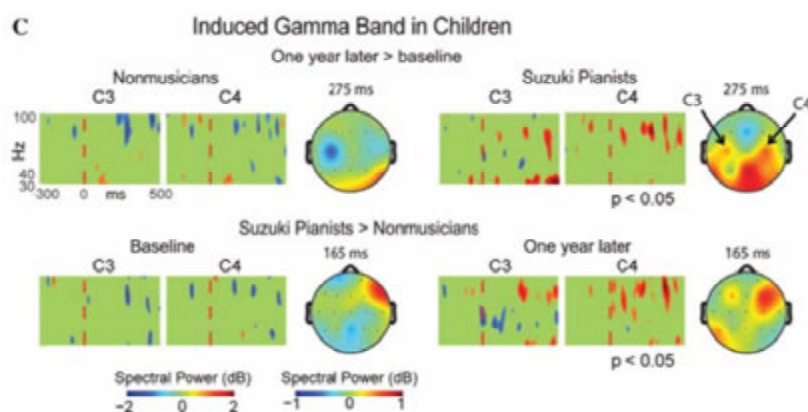 C
Induced Gamma Band in Children
One year later > baseline
Nonmusicians
Suzuki Pianists
C3 C4 275 ms
C3 C4 275 ms
C3 C4
100
Hz
40
30
-300 0 ms 500
p < 0.05
Suzuki Pianists > Nonmusicians
Baseline
One year later
C3 C4 165 ms
C3 C4 165 ms
p < 0.05
Spectral Power (dB)
Spectral Power (dB)
-2 0 2
-1 0 1